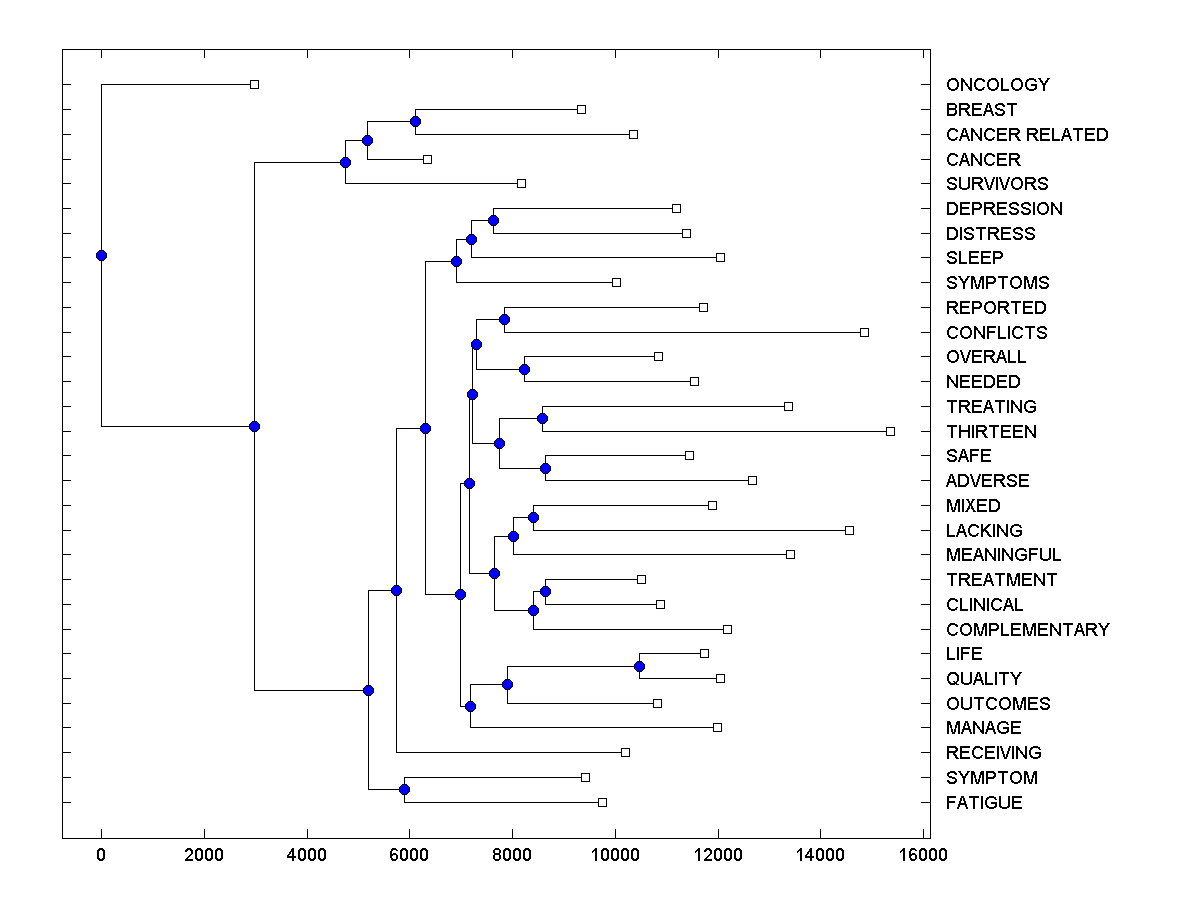 ONCOLOGY
BREAST
CANCER RELATED
CANCER
SURVIVORS
DEPRESSION
DISTRESS
SLEEP
SYMPTOMS
REPORTED
CONFLICTS
OVERALL
NEEDED
TREATING
THIRTEEN
SAFE
ADVERSE
MIXED
LACKING
MEANINGFUL
TREATMENT
CLINICAL
COMPLEMENTARY
LIFE
QUALITY
OUTCOMES
MANAGE
RECEIVING
SYMPTOM
FATIGUE
0 2000 4000 6000 8000 10000 12000 14000 16000